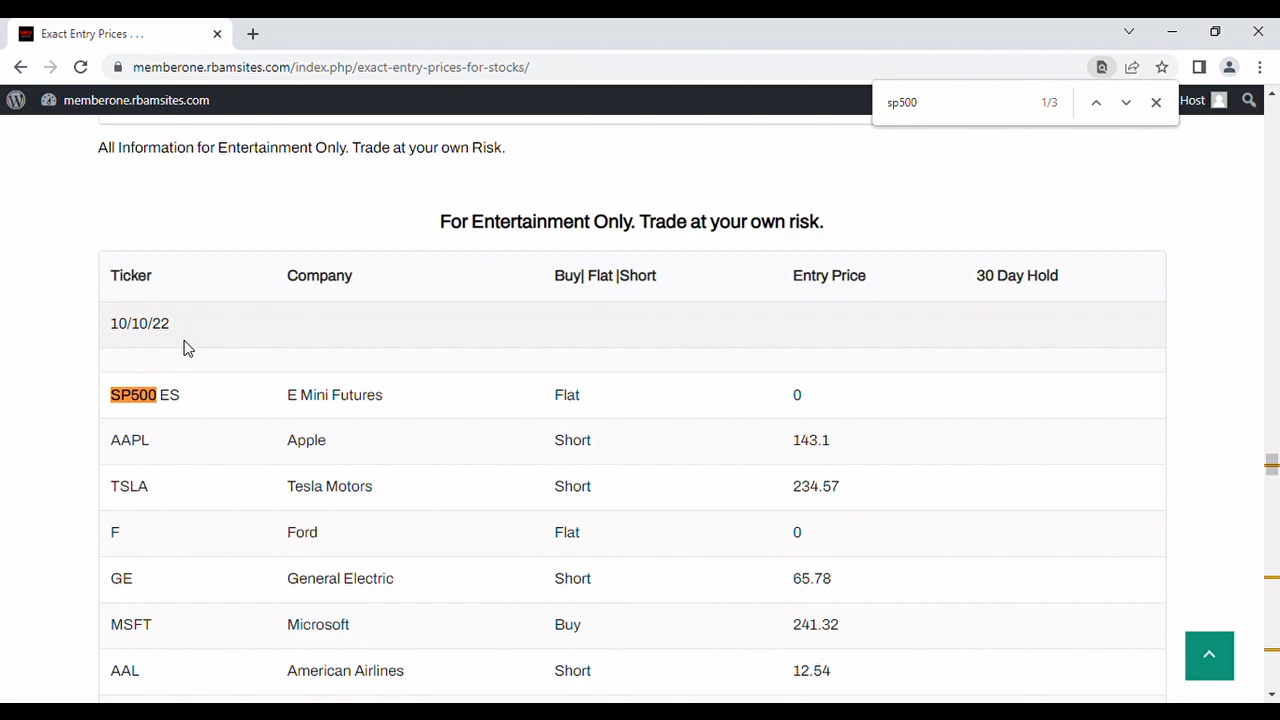 Exact Entry Prices . . .
memberone.rbamsites.com/index.php/exact-entry-prices-for-stocks/
memberone.rbamsites.com
sp500 1/3
Host
All Information for Entertainment Only. Trade at your own Risk.
For Entertainment Only. Trade at your own risk.
Ticker Company Buy| Flat |Short Entry Price 30 Day Hold
10/10/22
SP500 ES E Mini Futures Flat 0
AAPL Apple Short 143.1
TSLA Tesla Motors Short 234.57
F Ford Flat 0
GE General Electric Short 65.78
MSFT Microsoft Buy 241.32
AAL American Airlines Short 12.54